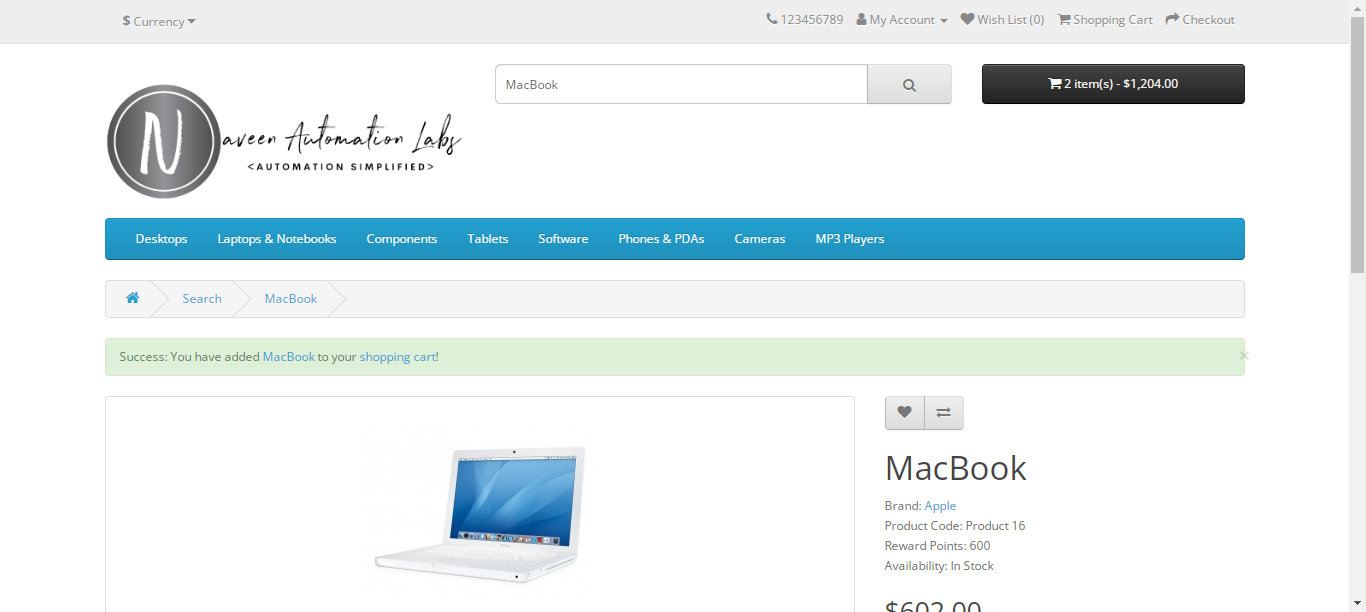 $ Currency
123456789 My Account Wish List (0) Shopping Cart Checkout
MacBook
2 item(s) - $1,204.00
N
aveen Automation Labs
<AUTOMATION SIMPLIFIED>
Desktops Laptops & Notebooks Components Tablets Software Phones & PDAs Cameras MP3 Players
Search MacBook
Success: You have added MacBook to your shopping cart!
×
MacBook
Brand: Apple
Product Code: Product 16
Reward Points: 600
Availability: In Stock
$602.00